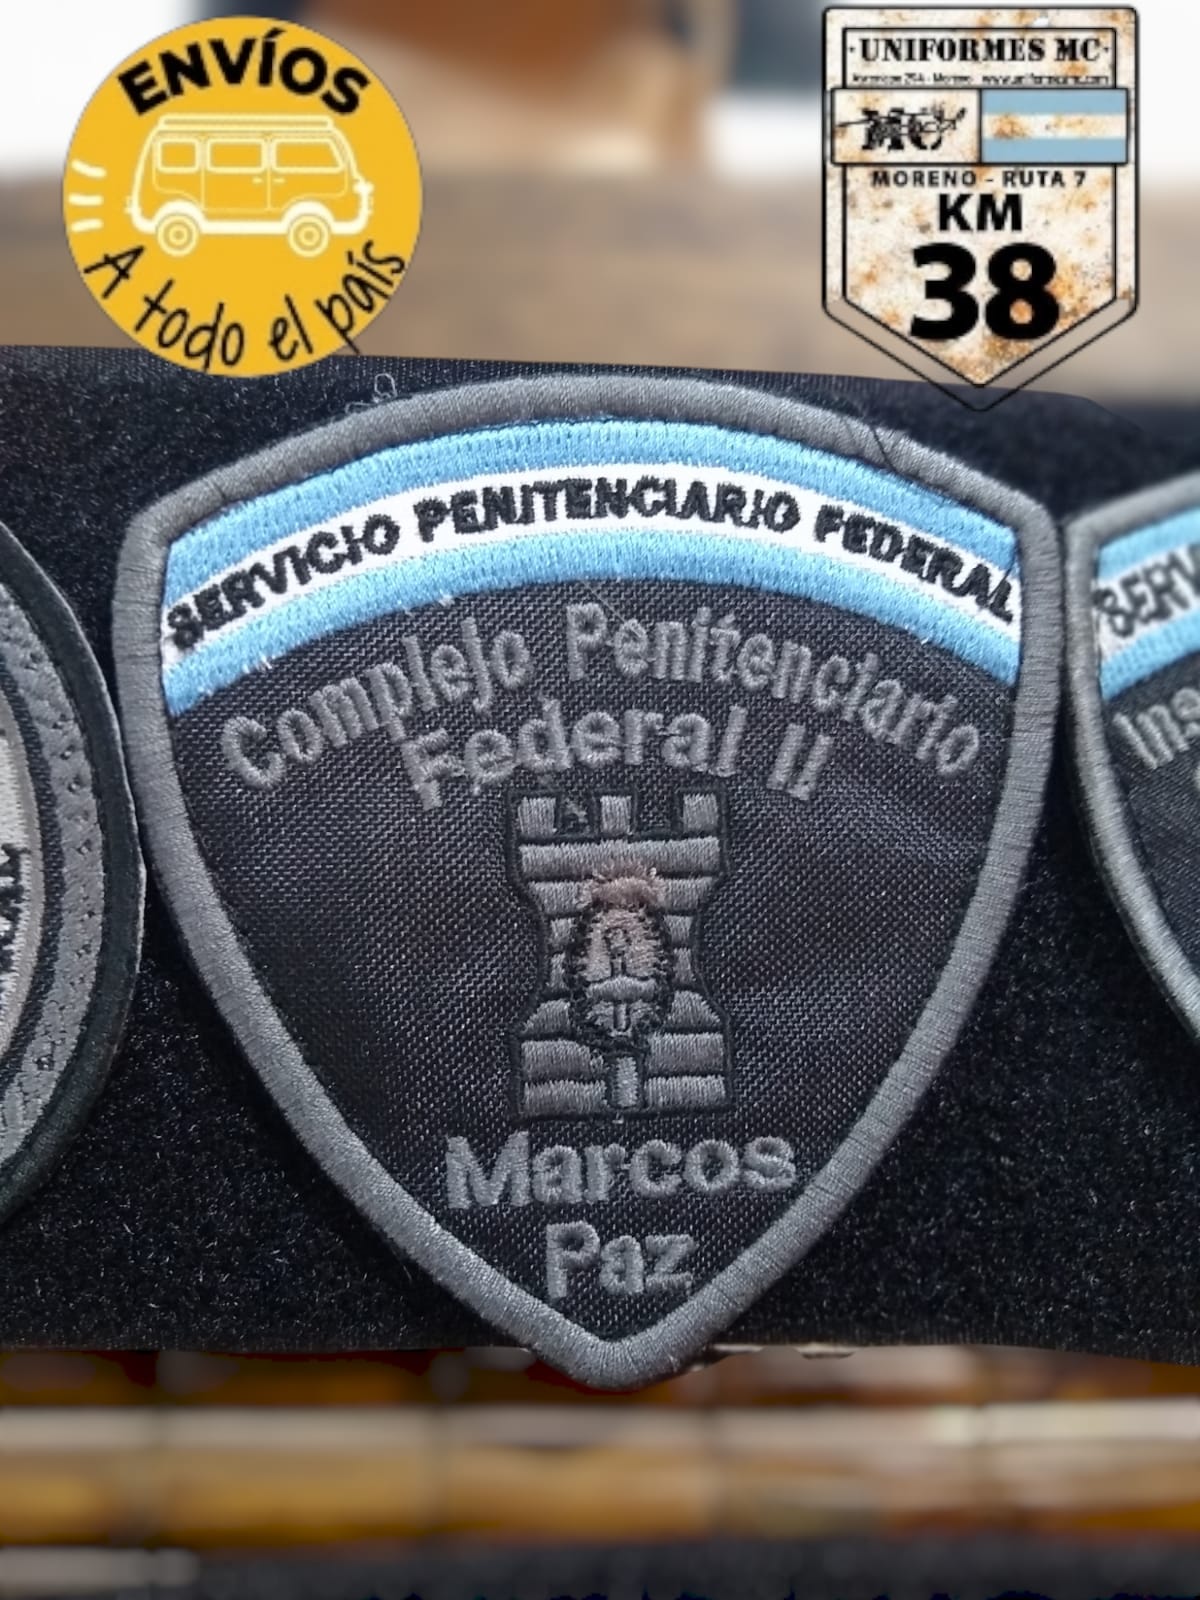 ENVÍOS
A todo el país
·UNIFORMES MC·
MC
MORENO - RUTA 7
KM
38
SERVICIO PENITENCIARIO FEDERAL
Complejo Penitenciario
Federal II
Marcos
Paz